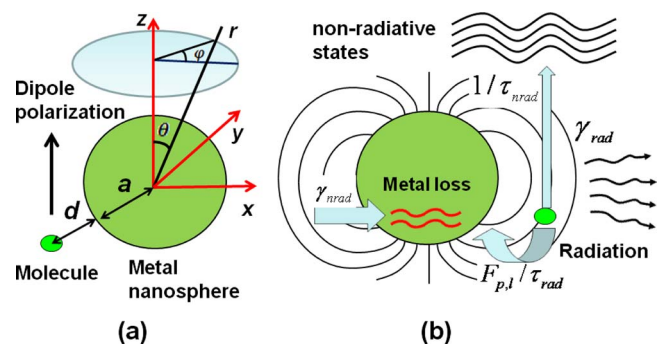 z
r
φ
Dipole
polarization
θ
y
a
x
d
Molecule
Metal
nanosphere
(a)
non-radiative
states
1/τnrad
γrad
γnrad
Metal loss
Radiation
Fp,l/τrad
(b)